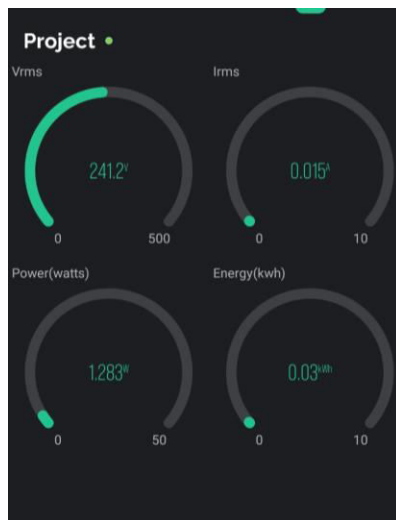 Project
Vrms Irms
241.2V 0.015A
0 500 0 10
Power(watts) Energy(kwh)
1.283W 0.03kWh
0 50 0 10